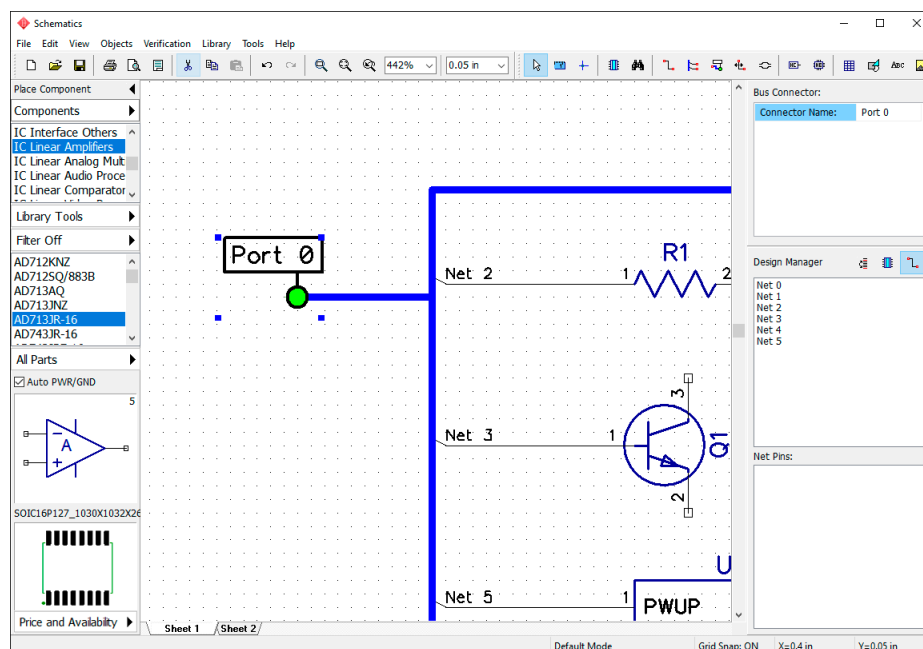 Schematics
File Edit View Objects Verification Library Tools Help
442% 0.05 in
Place Component
Components
IC Interface Others
IC Linear Amplifiers
IC Linear Analog Mult
IC Linear Audio Proce
IC Linear Comparator
Library Tools
Filter Off
AD712KNZ
AD712SQ/883B
AD713AQ
AD713JNZ
AD713JR-16
AD743JR-16
All Parts
Auto PWR/GND
5
A
SOIC16P127_1030X1032X26
Price and Availability
Port 0
Net 2 1 R1 2
Net 3 1 3 Q1 2
Net 5 1 PWUP U
Sheet 1 Sheet 2
Bus Connector:
Connector Name: Port 0
Design Manager
Net 0
Net 1
Net 2
Net 3
Net 4
Net 5
Net Pins:
Default Mode Grid Snap: ON X=0.4 in Y=0.05 in